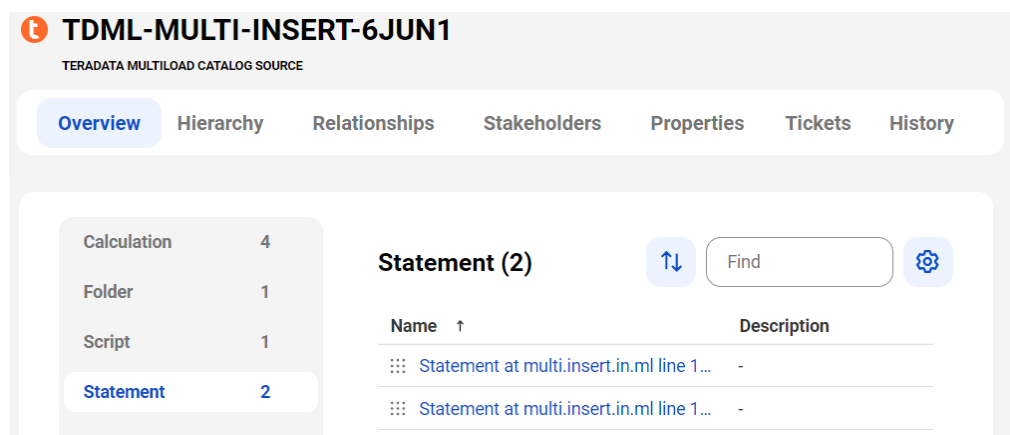 TDML-MULTI-INSERT-6JUN1
TERADATA MULTILOAD CATALOG SOURCE
Overview Hierarchy Relationships Stakeholders Properties Tickets History
Calculation 4
Folder 1
Script 1
Statement 2
Statement (2) Find
Name ↑ Description
Statement at multi.insert.in.ml line 1... -
Statement at multi.insert.in.ml line 1... -